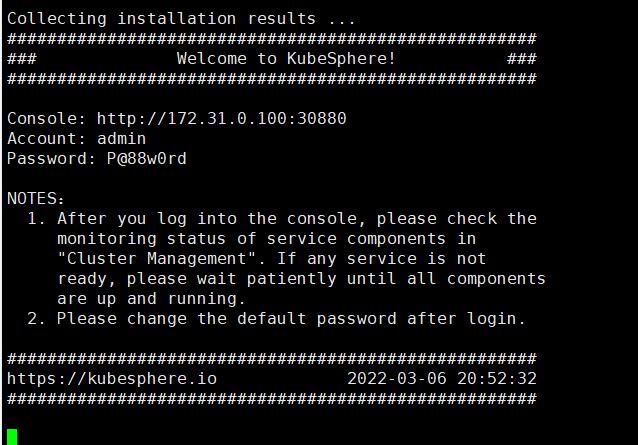 Collecting installation results ...
#####################################################
###              Welcome to KubeSphere!           ###
#####################################################
Console: http://172.31.0.100:30880
Account: admin
Password: P@88w0rd
NOTES:
  1. After you log into the console, please check the
     monitoring status of service components in
     "Cluster Management". If any service is not
     ready, please wait patiently until all components
     are up and running.
  2. Please change the default password after login.
#####################################################
https://kubesphere.io             2022-03-06 20:52:32
#####################################################